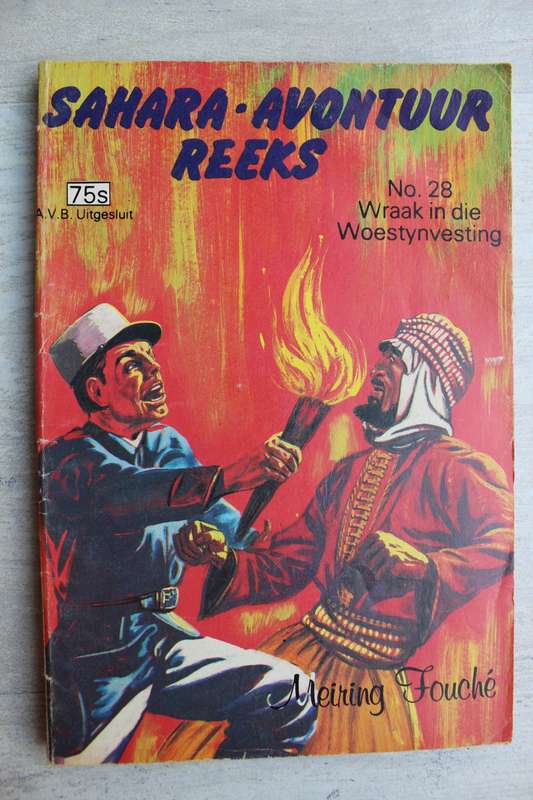 SAHARA·AVONTUUR
REEKS
75s
A.V.B. Uitgesluit
No. 28
Wraak in die
Woestynvesting
Meiring Fouché